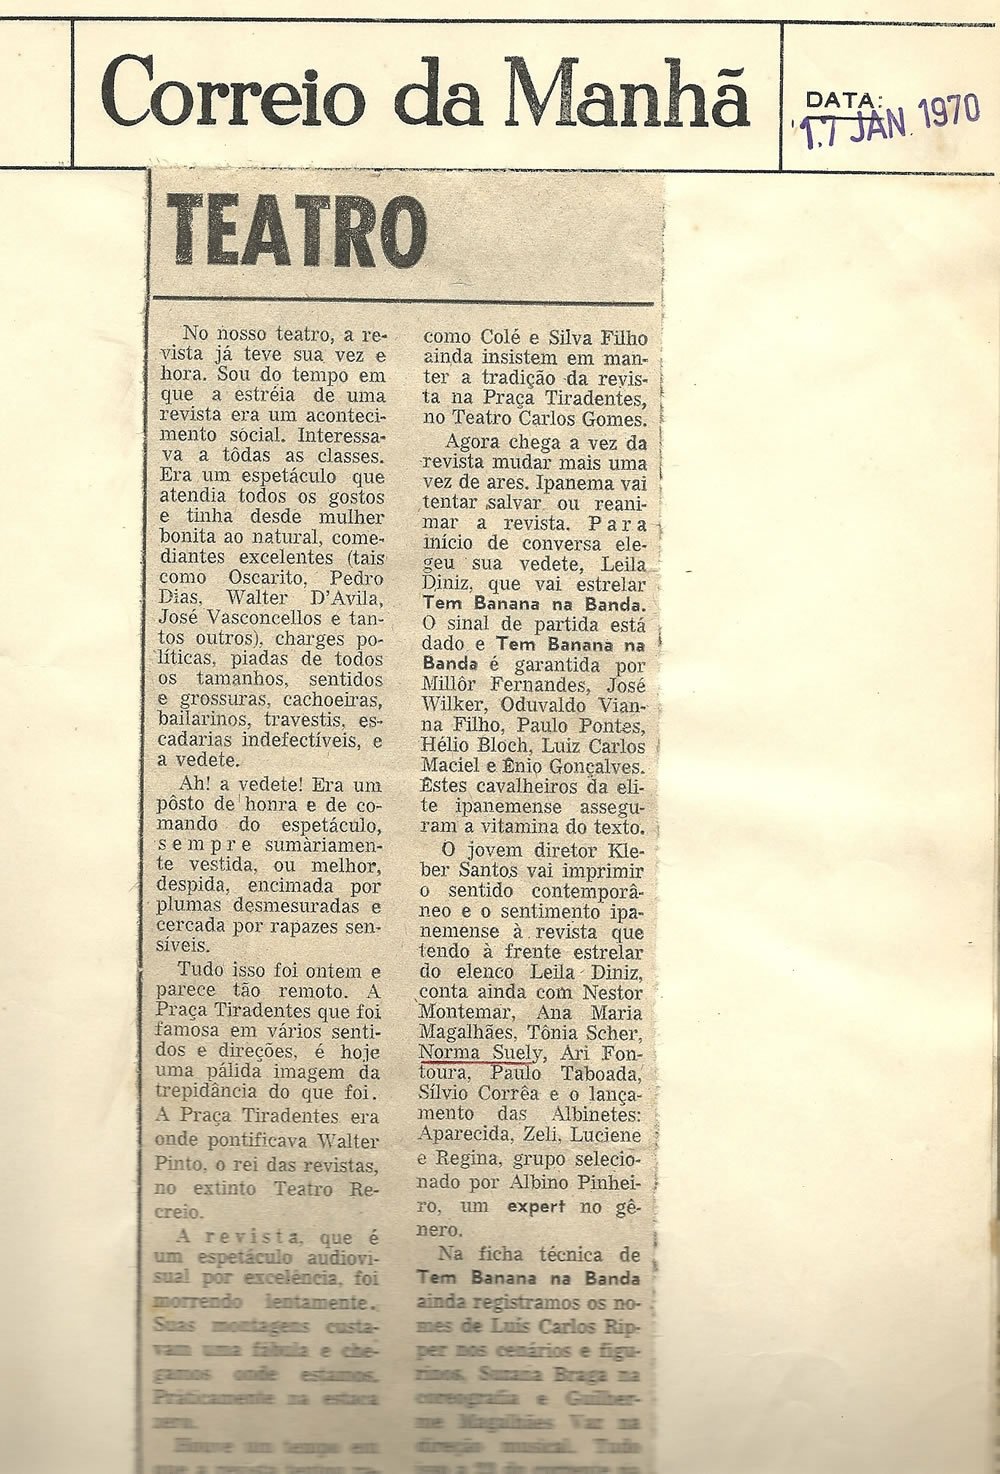 Correio da Manhã
DATA:
17 JAN. 1970
TEATRO
No nosso teatro, a re-
vista já teve sua vez e
hora. Sou do tempo em
que a estréia de uma
revista era um aconteci-
mento social. Interessa-
va a tôdas as classes.
Era um espetáculo que
atendia todos os gostos
e tinha desde mulher
bonita ao natural, come-
diantes excelentes (tais
como Oscarito, Pedro
Dias, Walter D'Avila,
José Vasconcellos e tan-
tos outros), charges po-
líticas, piadas de todos
os tamanhos, sentidos
e grossuras, cachoeiras,
bailarinos, travestis, es-
cadarias indefectíveis, e
a vedete.
Ah! a vedete! Era um
pôsto de honra e de co-
mando do espetáculo,
sempre sumàriamen-
te vestida, ou melhor,
despida, encimada por
plumas desmesuradas e
cercada por rapazes sen-
síveis.
Tudo isso foi ontem e
parece tão remoto. A
Praça Tiradentes que foi
famosa em vários senti-
dos e direções, é hoje
uma pálida imagem da
trepidância do que foi.
A Praça Tiradentes era
onde pontificava Walter
Pinto, o rei das revistas,
no extinto Teatro Re-
creio.
A revista, que é
um espetáculo audiovi-
sual por excelência, foi
morrendo lentamente.
Suas montagens custa-
vam uma fábula e che-
gamos onde estamos.
Pràticamente na estaca
zero.
Houve um tempo em
que a revista tentou
como Colé e Silva Filho
ainda insistem em man-
ter a tradição da revis-
ta na Praça Tiradentes,
no Teatro Carlos Gomes.
Agora chega a vez da
revista mudar mais uma
vez de ares. Ipanema vai
tentar salvar ou reani-
mar a revista. Para
início de conversa ele-
geu sua vedete, Leila
Diniz, que vai estrelar
Tem Banana na Banda.
O sinal de partida está
dado e Tem Banana na
Banda é garantida por
Millôr Fernandes, José
Wilker, Oduvaldo Vian-
na Filho, Paulo Pontes,
Hélio Bloch, Luiz Carlos
Maciel e Ênio Gonçalves.
Êstes cavalheiros da eli-
te ipanemense assegu-
ram a vitamina do texto.
O jovem diretor Kle-
ber Santos vai imprimir
o sentido contemporâ-
neo e o sentimento ipa-
nemense à revista que
tendo à frente estrelar
do elenco Leila Diniz,
conta ainda com Nestor
Montemar, Ana Maria
Magalhães, Tônia Scher,
Norma Suely, Ari Fon-
toura, Paulo Taboada,
Sílvio Corrêa e o lança-
mento das Albinetes:
Aparecida, Zeli, Luciene
e Regina, grupo selecio-
nado por Albino Pinhei-
ro, um expert no gê-
nero.
Na ficha técnica de
Tem Banana na Banda
ainda registramos os no-
mes de Luis Carlos Rip-
per nos cenários e figu-
rinos, Suzana Braga na
coreografia e Guilher-
me Magalhães Vaz na
direção musical. Tudo